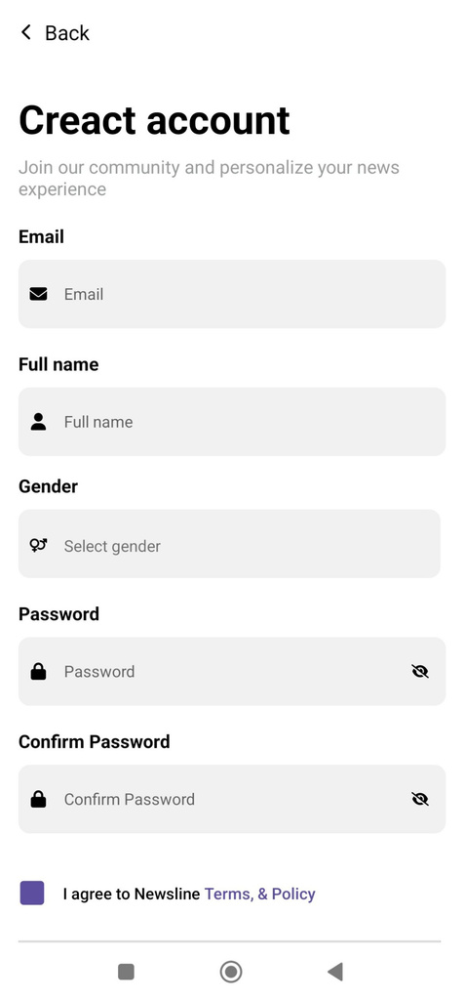 Back
Creact account
Join our community and personalize your news
experience
Email
Email
Full name
Full name
Gender
Select gender
Password
Password
Confirm Password
Confirm Password
I agree to Newsline Terms, & Policy